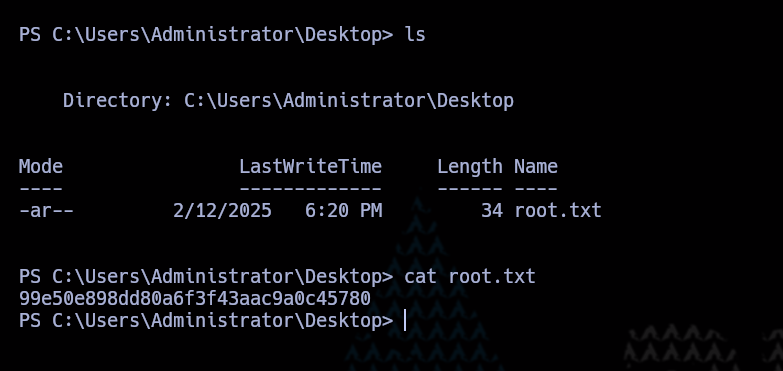 PS C:\Users\Administrator\Desktop> ls
Directory: C:\Users\Administrator\Desktop
Mode LastWriteTime Length Name
---- ------------- ------ ----
-ar-- 2/12/2025 6:20 PM 34 root.txt
PS C:\Users\Administrator\Desktop> cat root.txt
99e50e898dd80a6f3f43aac9a0c45780
PS C:\Users\Administrator\Desktop>